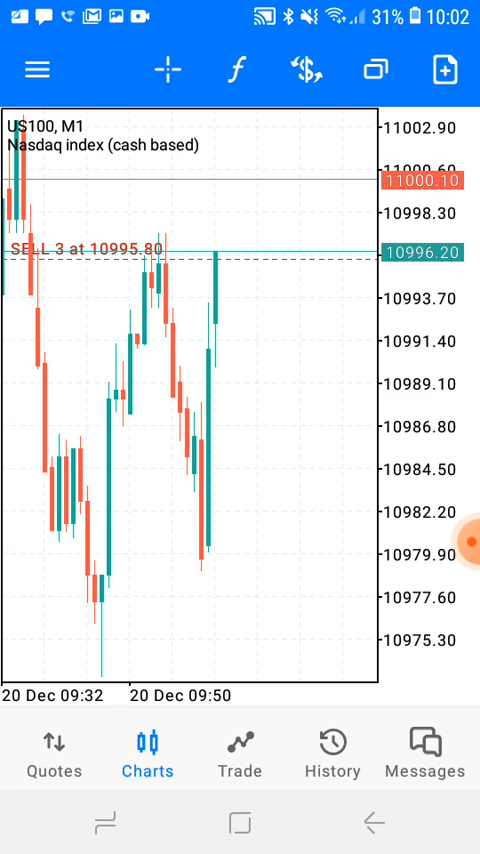 31% 10:02
US100, M1
Nasdaq index (cash based)
11002.90
11000.10
10998.30
SELL 3 at 10995.80
10996.20
10993.70
10991.40
10989.10
10986.80
10984.50
10982.20
10979.90
10977.60
10975.30
20 Dec 09:32 20 Dec 09:50
Quotes Charts Trade History Messages